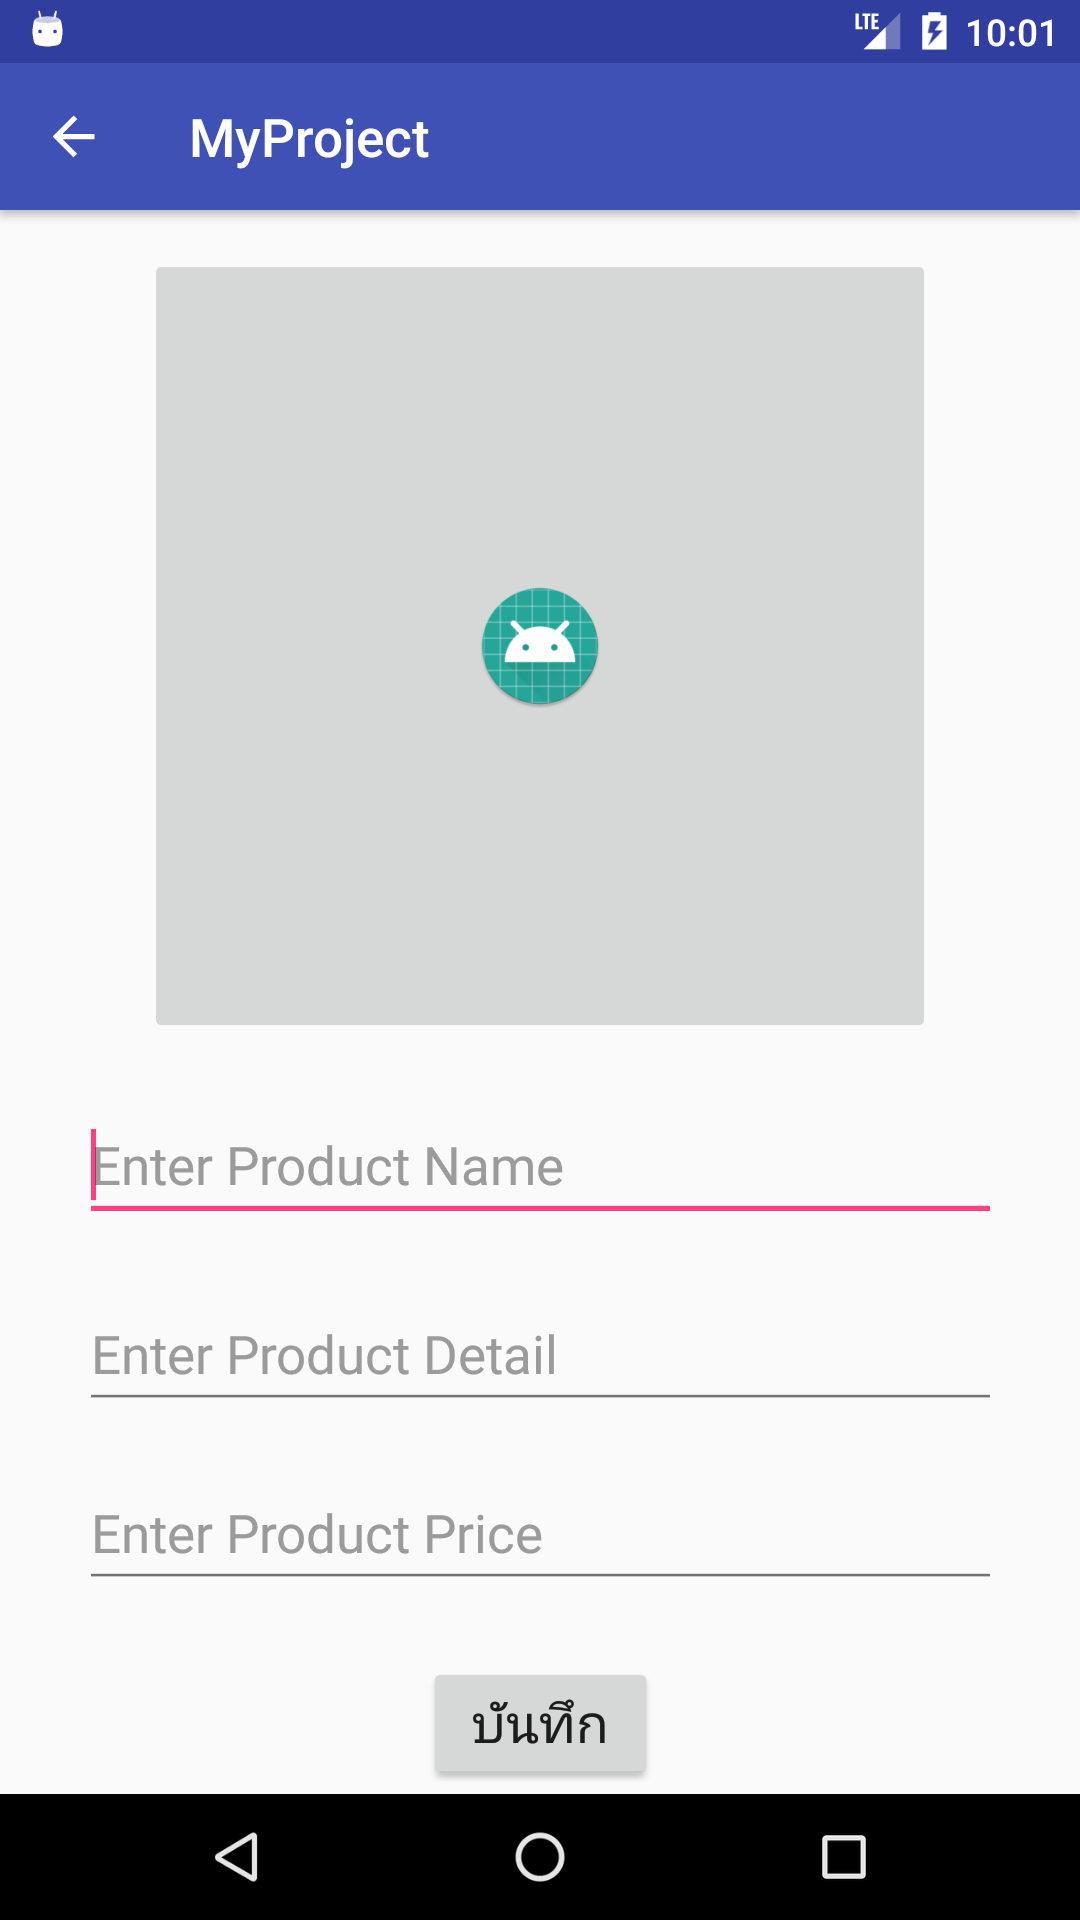 LTE 10:01
MyProject
Enter Product Name
Enter Product Detail
Enter Product Price
บันทึก